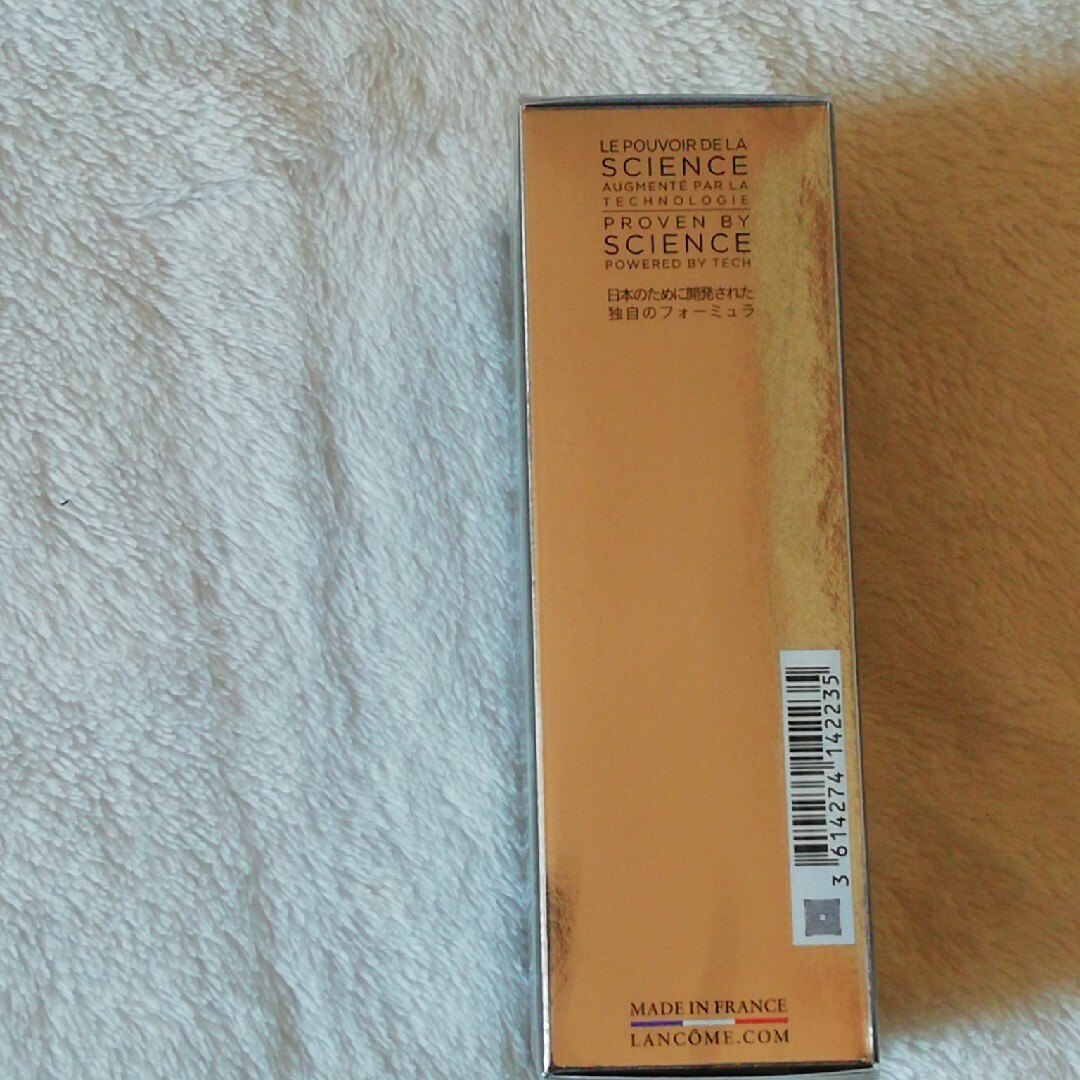 LE POUVOIR DE LA
SCIENCE
AUGMENTÉ PAR LA
TECHNOLOGIE
PROVEN BY
SCIENCE
POWERED BY TECH
日本のために開発された
独自のフォーミュラ
3 614274 142235
MADE IN FRANCE
LANCÔME.COM